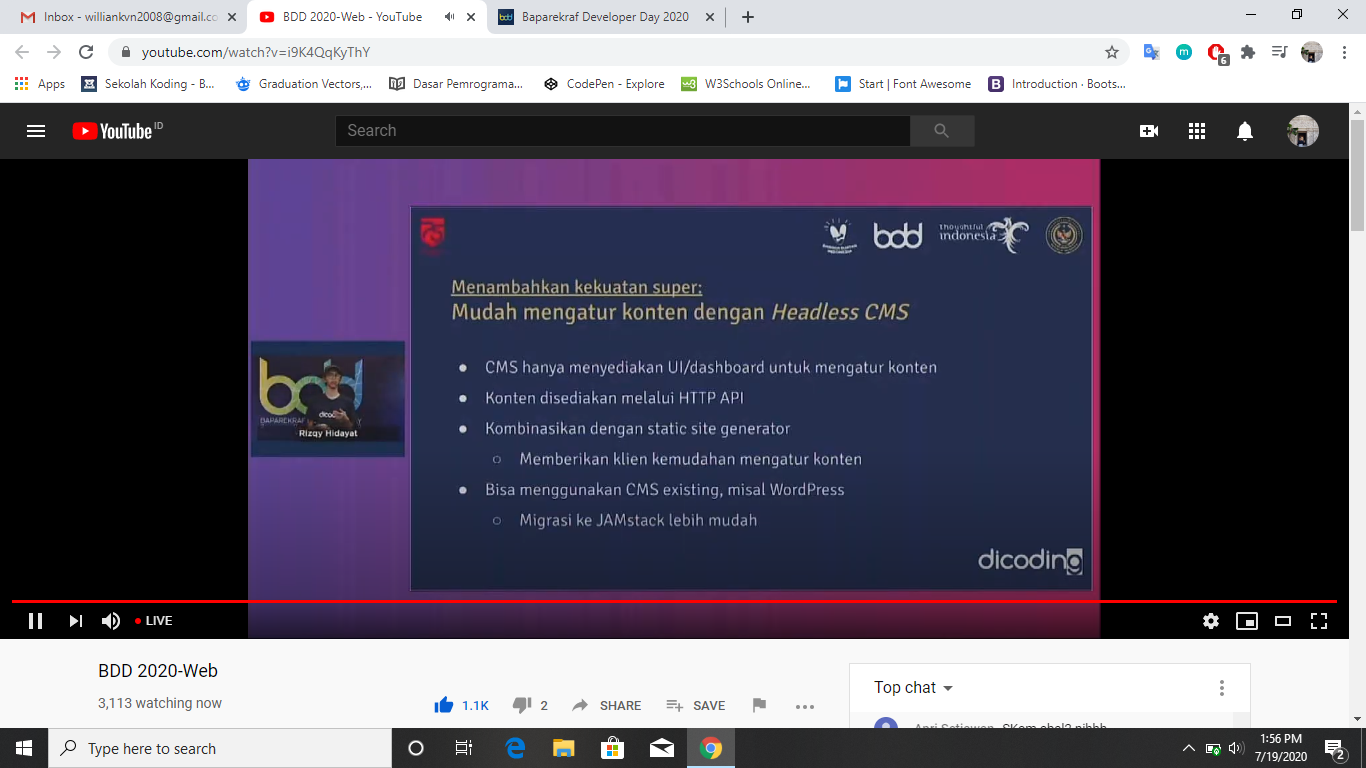 Inbox - williankvn2008@gmail.co
BDD 2020-Web - YouTube
Baparekraf Developer Day 2020
youtube.com/watch?v=i9K4QqKyThY
m
6
Apps
Sekolah Koding - B...
Graduation Vectors,...
Dasar Pemrograma...
CodePen - Explore
W3Schools Online...
Start | Font Awesome
Introduction · Boots...
YouTube ID
Search
bdd
thoughtful indonesia
Menambahkan kekuatan super:
Mudah mengatur konten dengan Headless CMS
● CMS hanya menyediakan UI/dashboard untuk mengatur konten
● Konten disediakan melalui HTTP API
● Kombinasikan dengan static site generator
○ Memberikan klien kemudahan mengatur konten
● Bisa menggunakan CMS existing, misal WordPress
○ Migrasi ke JAMstack lebih mudah
dicoding
bdd
BAPAREKRAF
Rizqy Hidayat
LIVE
BDD 2020-Web
3,113 watching now
1.1K
2
SHARE
SAVE
Top chat
Type here to search
1:56 PM
7/19/2020
2